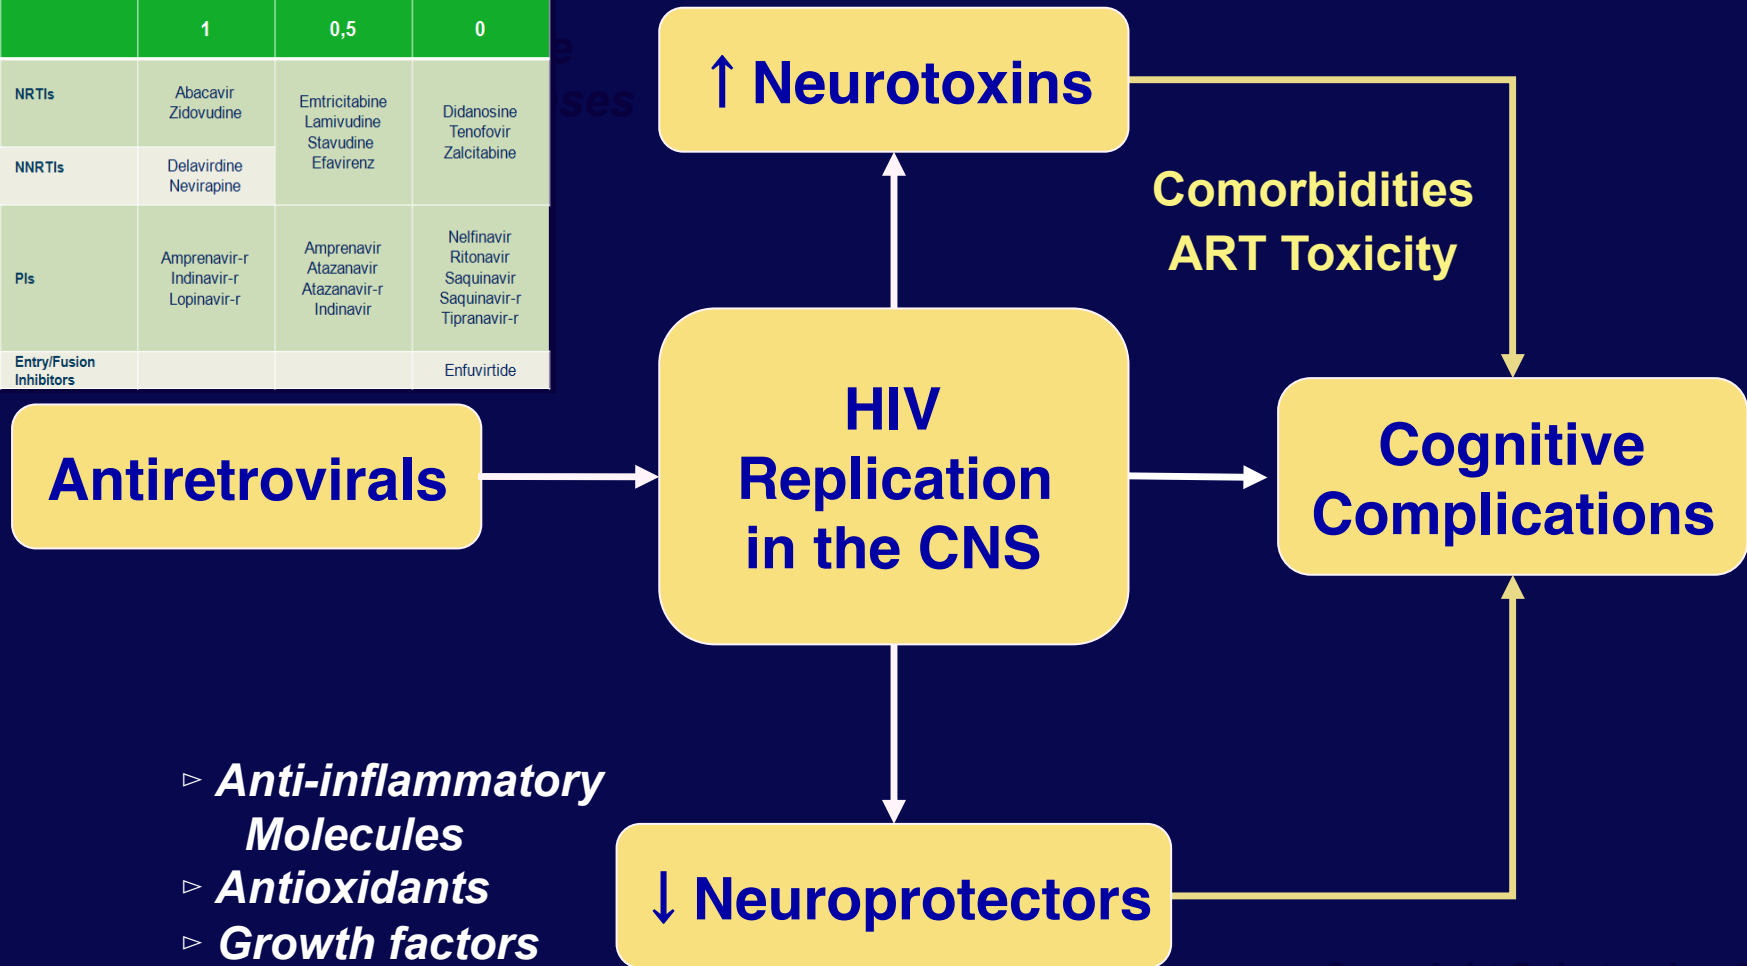 1 0,5 0
NRTIs
Abacavir
Zidovudine
Emtricitabine
Lamivudine
Stavudine
Efavirenz
Didanosine
Tenofovir
Zalcitabine
NNRTIs
Delavirdine
Nevirapine
PIs
Amprenavir-r
Indinavir-r
Lopinavir-r
Amprenavir
Atazanavir
Atazanavir-r
Indinavir
Nelfinavir
Ritonavir
Saquinavir
Saquinavir-r
Tipranavir-r
Entry/Fusion
Inhibitors
Enfuvirtide
↑ Neurotoxins
Comorbidities
ART Toxicity
Antiretrovirals
HIV
Replication
in the CNS
Cognitive
Complications
▻ Anti-inflammatory
Molecules
▻ Antioxidants
▻ Growth factors
↓ Neuroprotectors